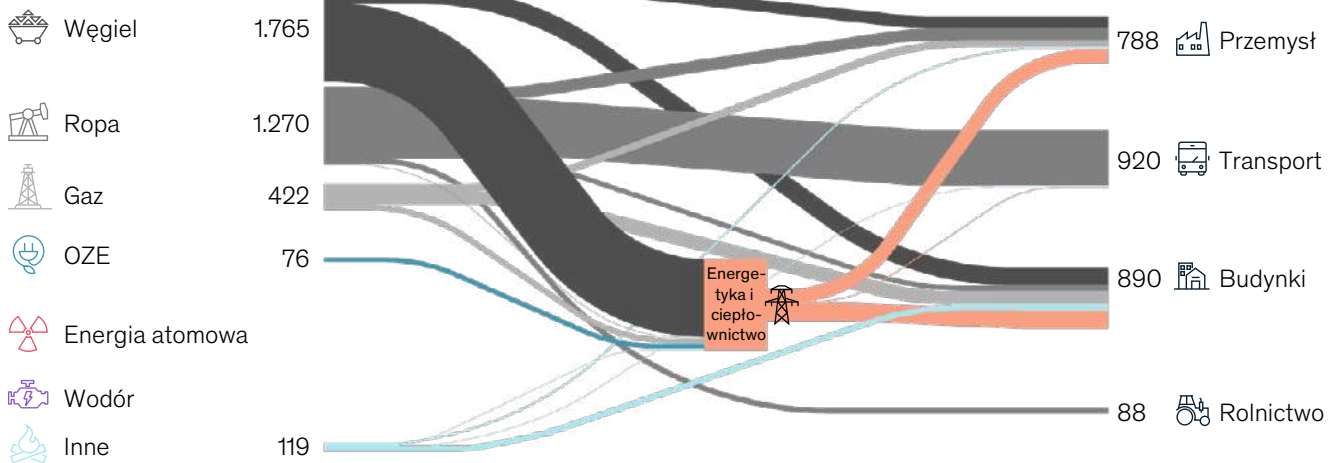 Węgiel 1.765
788 Przemysł
Ropa 1.270
920 Transport
Gaz 422
OZE 76
Energe-
tyka i
ciepło-
wnictwo
890 Budynki
Energia atomowa
Wodór
88 Rolnictwo
Inne 119